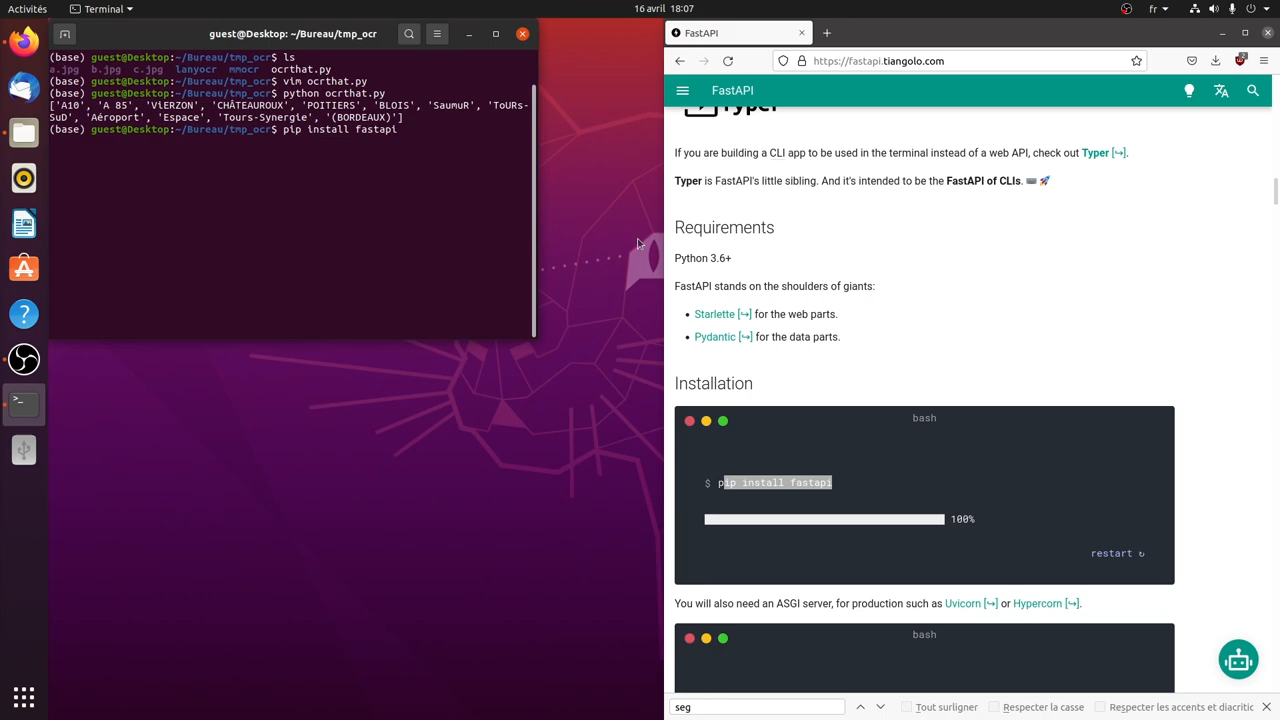 Activités
Terminal
16 avril 18:07
guest@Desktop: ~/Bureau/tmp_ocr
(base) guest@Desktop:~/Bureau/tmp_ocr$ ls
a.jpg b.jpg c.jpg lanyocr mmocr ocrthat.py
(base) guest@Desktop:~/Bureau/tmp_ocr$ vim ocrthat.py
(base) guest@Desktop:~/Bureau/tmp_ocr$ python ocrthat.py
['A10', 'A 85', 'ViERZON', 'CHÂTEAUROUX', 'POITIERS', 'BLOIS', 'SaumuR', 'ToURs-
SUD', 'Aéroport', 'Espace', 'Tours-Synergie', '(BORDEAUX)']
(base) guest@Desktop:~/Bureau/tmp_ocr$ pip install fastapi
FastAPI
https://fastapi.tiangolo.com
2
FastAPI
Typer
If you are building a CLI app to be used in the terminal instead of a web API, check out Typer [↪].
Typer is FastAPI's little sibling. And it's intended to be the FastAPI of CLIs. ⌨️ 🚀
Requirements
Python 3.6+
FastAPI stands on the shoulders of giants:
• Starlette [↪] for the web parts.
• Pydantic [↪] for the data parts.
Installation
bash
$ pip install fastapi
100%
restart ↻
You will also need an ASGI server, for production such as Uvicorn [↪] or Hypercorn [↪].
bash
seg
Tout surligner
Respecter la casse
Respecter les accents et diacritic